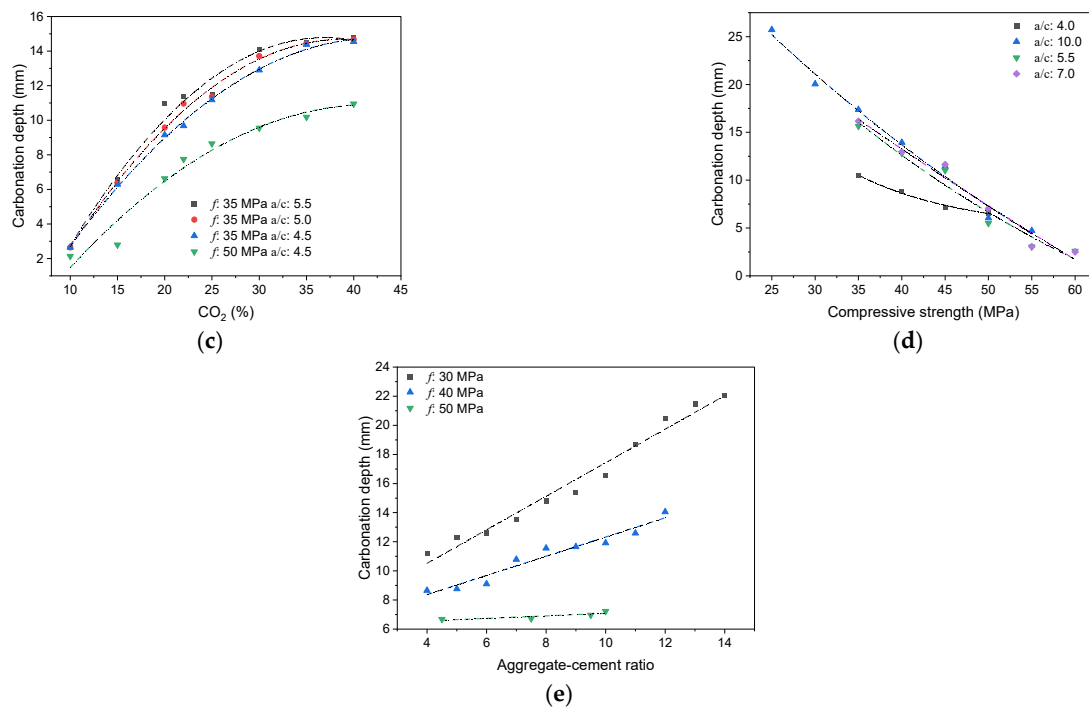 16
14
12
10
8
6
4
2
Carbonation depth (mm)
f: 35 MPa a/c: 5.5
f: 35 MPa a/c: 5.0
f: 35 MPa a/c: 4.5
f: 50 MPa a/c: 4.5
10 15 20 25 30 35 40 45
CO₂ (%)
(c)
25
20
15
10
5
0
Carbonation depth (mm)
a/c: 4.0
a/c: 10.0
a/c: 5.5
a/c: 7.0
25 30 35 40 45 50 55 60
Compressive strength (MPa)
(d)
24
22
20
18
16
14
12
10
8
6
Carbonation depth (mm)
f: 30 MPa
f: 40 MPa
f: 50 MPa
4 6 8 10 12 14
Aggregate-cement ratio
(e)